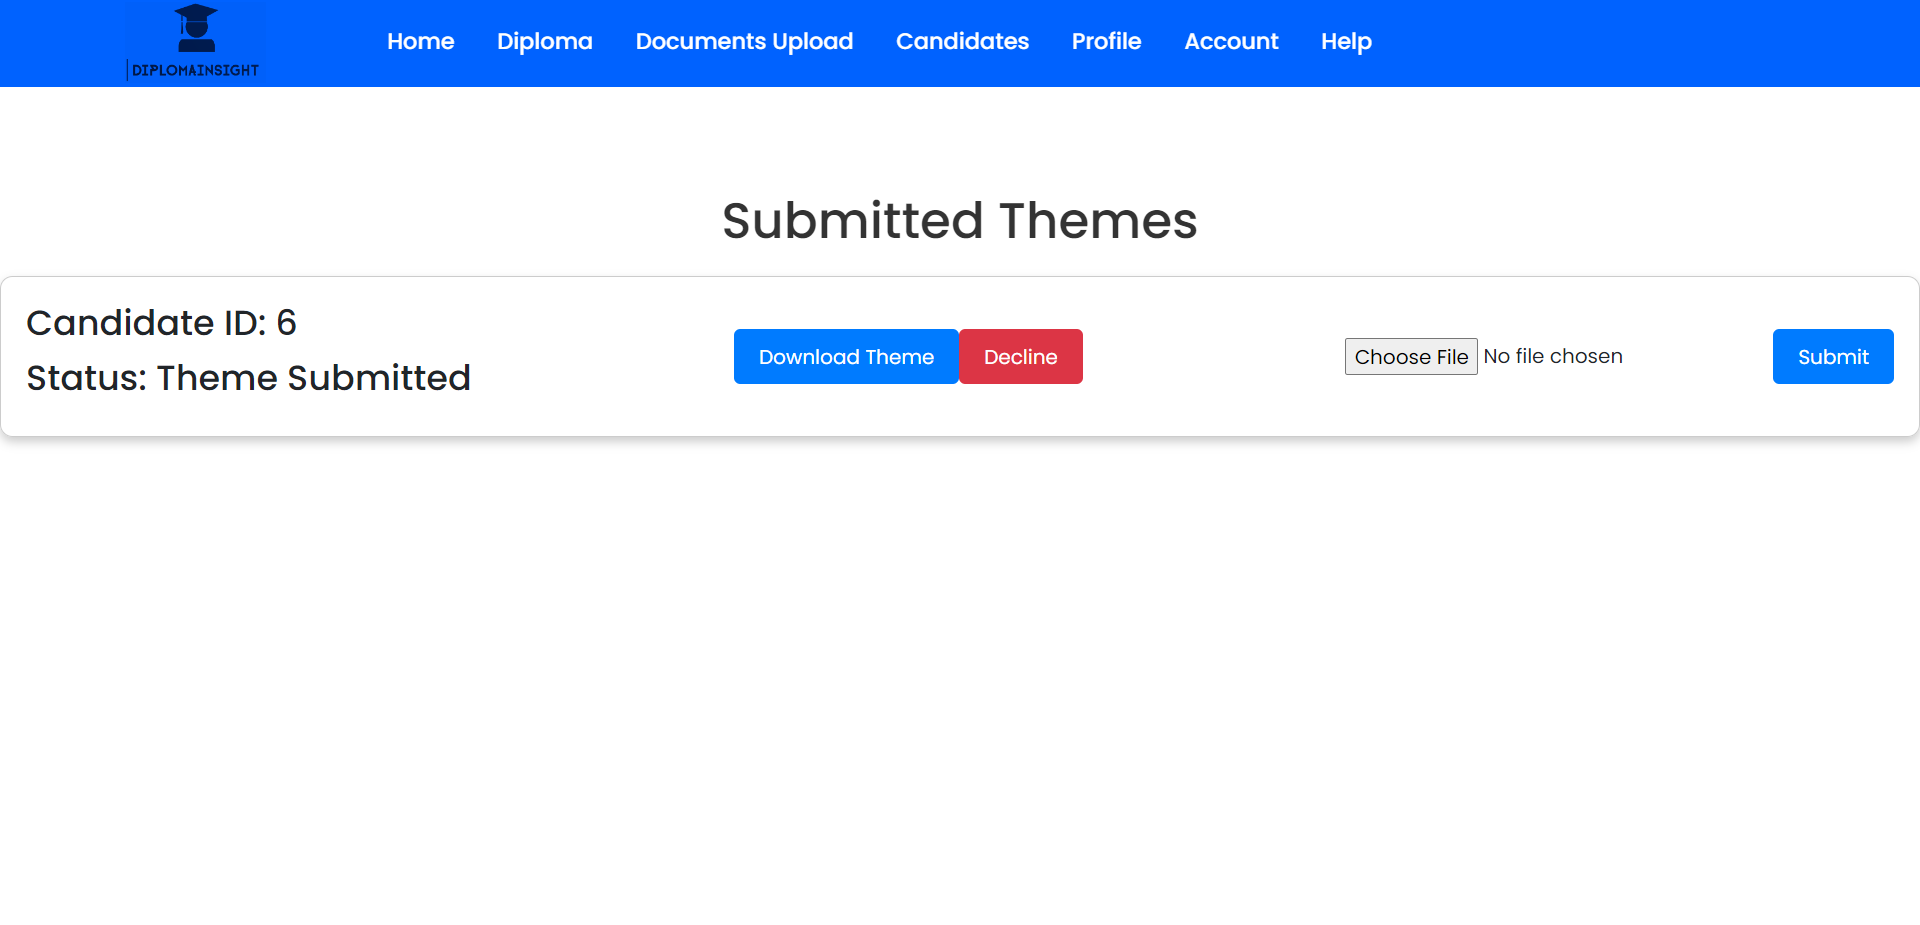 DIPLOMAINSIGHT
Home Diploma Documents Upload Candidates Profile Account Help
Submitted Themes
Candidate ID: 6
Status: Theme Submitted
Download Theme Decline Choose File No file chosen Submit